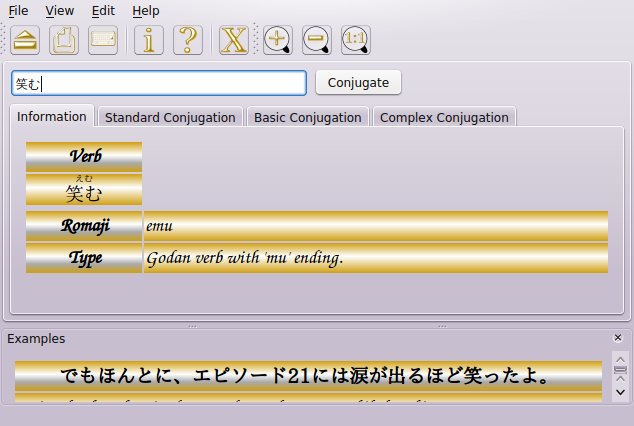 File View Edit Help
1:1
笑む
Conjugate
Information Standard Conjugation Basic Conjugation Complex Conjugation
Verb
えむ
笑む
Romaji emu
Type Godan verb with 'mu' ending.
Examples
でもほんとに、エピソード21には涙が出るほど笑ったよ。